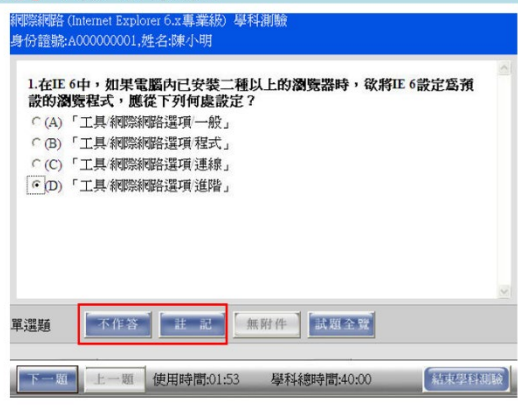 網際網路 (Internet Explorer 6.x專業級) 學科測驗
身份證號:A000000001,姓名:陳小明
1.在IE 6中，如果電腦內已安裝二種以上的瀏覽器時，欲將IE 6設定為預
設的瀏覽程式，應從下列何處設定？
(A)「工具/網際網路選項/一般」
(B)「工具/網際網路選項/程式」
(C)「工具/網際網路選項/連線」
(D)「工具/網際網路選項/進階」
單選題 不作答 註 記 無附件 試題全覽
下一題 上一題 使用時間:01:53 學科總時間:40:00 結束學科測驗